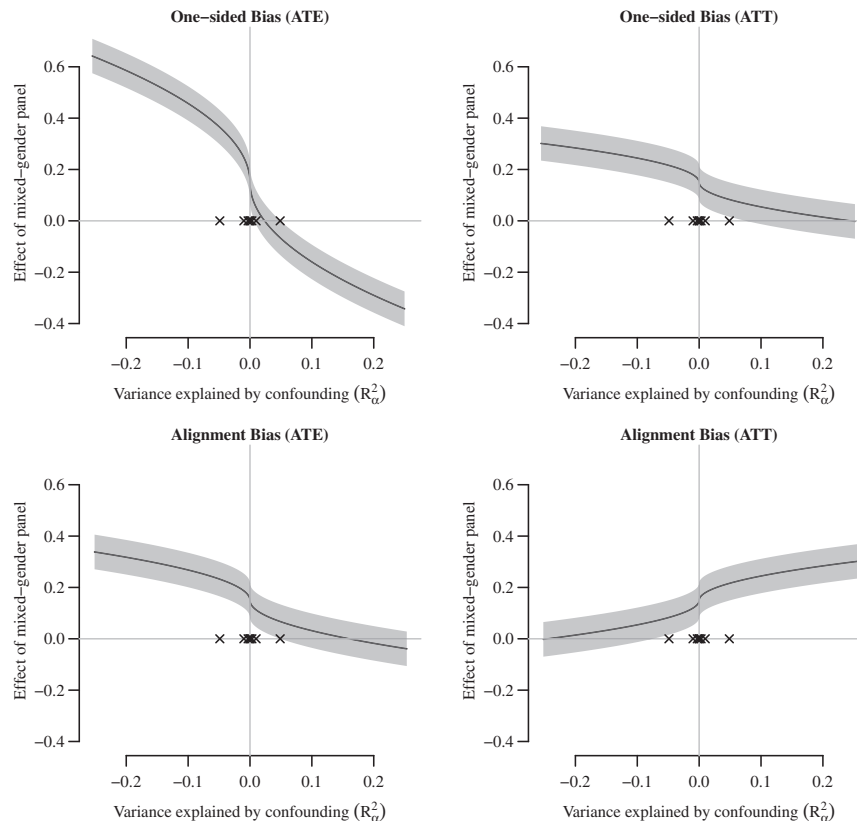 One−sided Bias (ATE)
Effect of mixed−gender panel
0.6
0.4
0.2
0.0
−0.2
−0.4
−0.2 −0.1 0.0 0.1 0.2
Variance explained by confounding (R²α)
One−sided Bias (ATT)
Effect of mixed−gender panel
0.6
0.4
0.2
0.0
−0.2
−0.4
−0.2 −0.1 0.0 0.1 0.2
Variance explained by confounding (R²α)
Alignment Bias (ATE)
Effect of mixed−gender panel
0.6
0.4
0.2
0.0
−0.2
−0.4
−0.2 −0.1 0.0 0.1 0.2
Variance explained by confounding (R²α)
Alignment Bias (ATT)
Effect of mixed−gender panel
0.6
0.4
0.2
0.0
−0.2
−0.4
−0.2 −0.1 0.0 0.1 0.2
Variance explained by confounding (R²α)